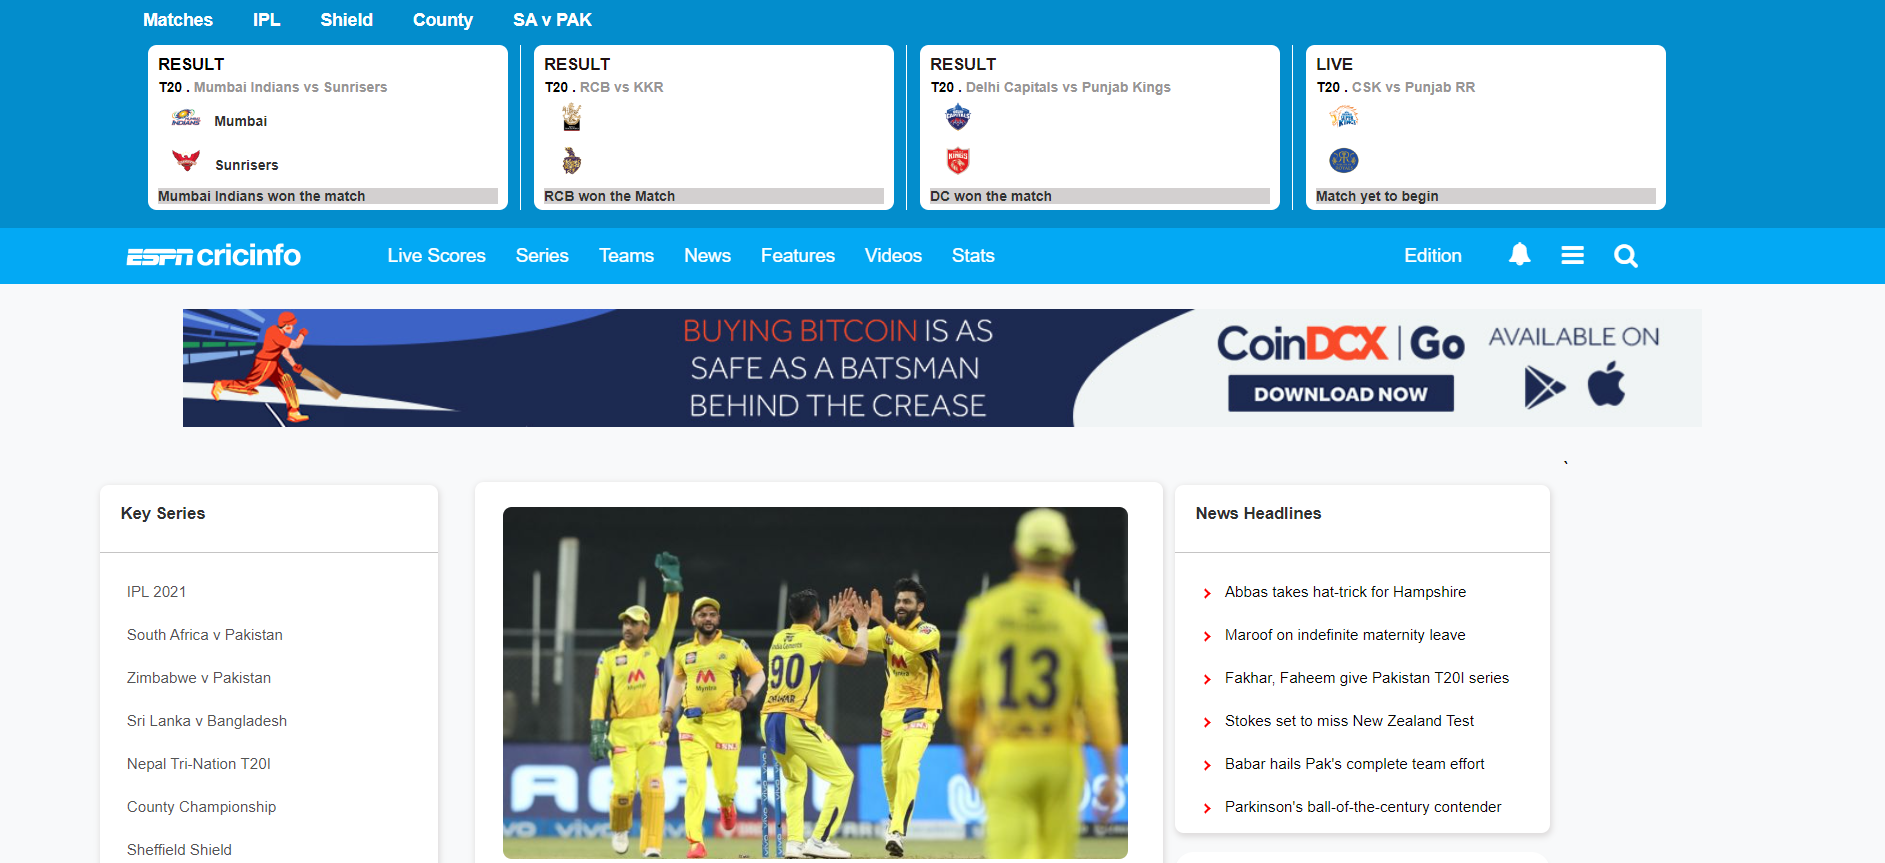 Matches IPL Shield County SA v PAK
RESULT
T20 . Mumbai Indians vs Sunrisers
Mumbai
Sunrisers
Mumbai Indians won the match
RESULT
T20 . RCB vs KKR
RCB won the Match
RESULT
T20 . Delhi Capitals vs Punjab Kings
CAPITALS
KINGS
DC won the match
LIVE
T20 . CSK vs Punjab RR
Match yet to begin
ESPN cricinfo Live Scores Series Teams News Features Videos Stats Edition
BUYING BITCOIN IS AS
SAFE AS A BATSMAN
BEHIND THE CREASE
CoinDCX | Go
DOWNLOAD NOW
AVAILABLE ON
`
Key Series
IPL 2021
South Africa v Pakistan
Zimbabwe v Pakistan
Sri Lanka v Bangladesh
Nepal Tri-Nation T20I
County Championship
Sheffield Shield
Myntra
Myntra
90
13
vivo
News Headlines
Abbas takes hat-trick for Hampshire
Maroof on indefinite maternity leave
Fakhar, Faheem give Pakistan T20I series
Stokes set to miss New Zealand Test
Babar hails Pak's complete team effort
Parkinson's ball-of-the-century contender